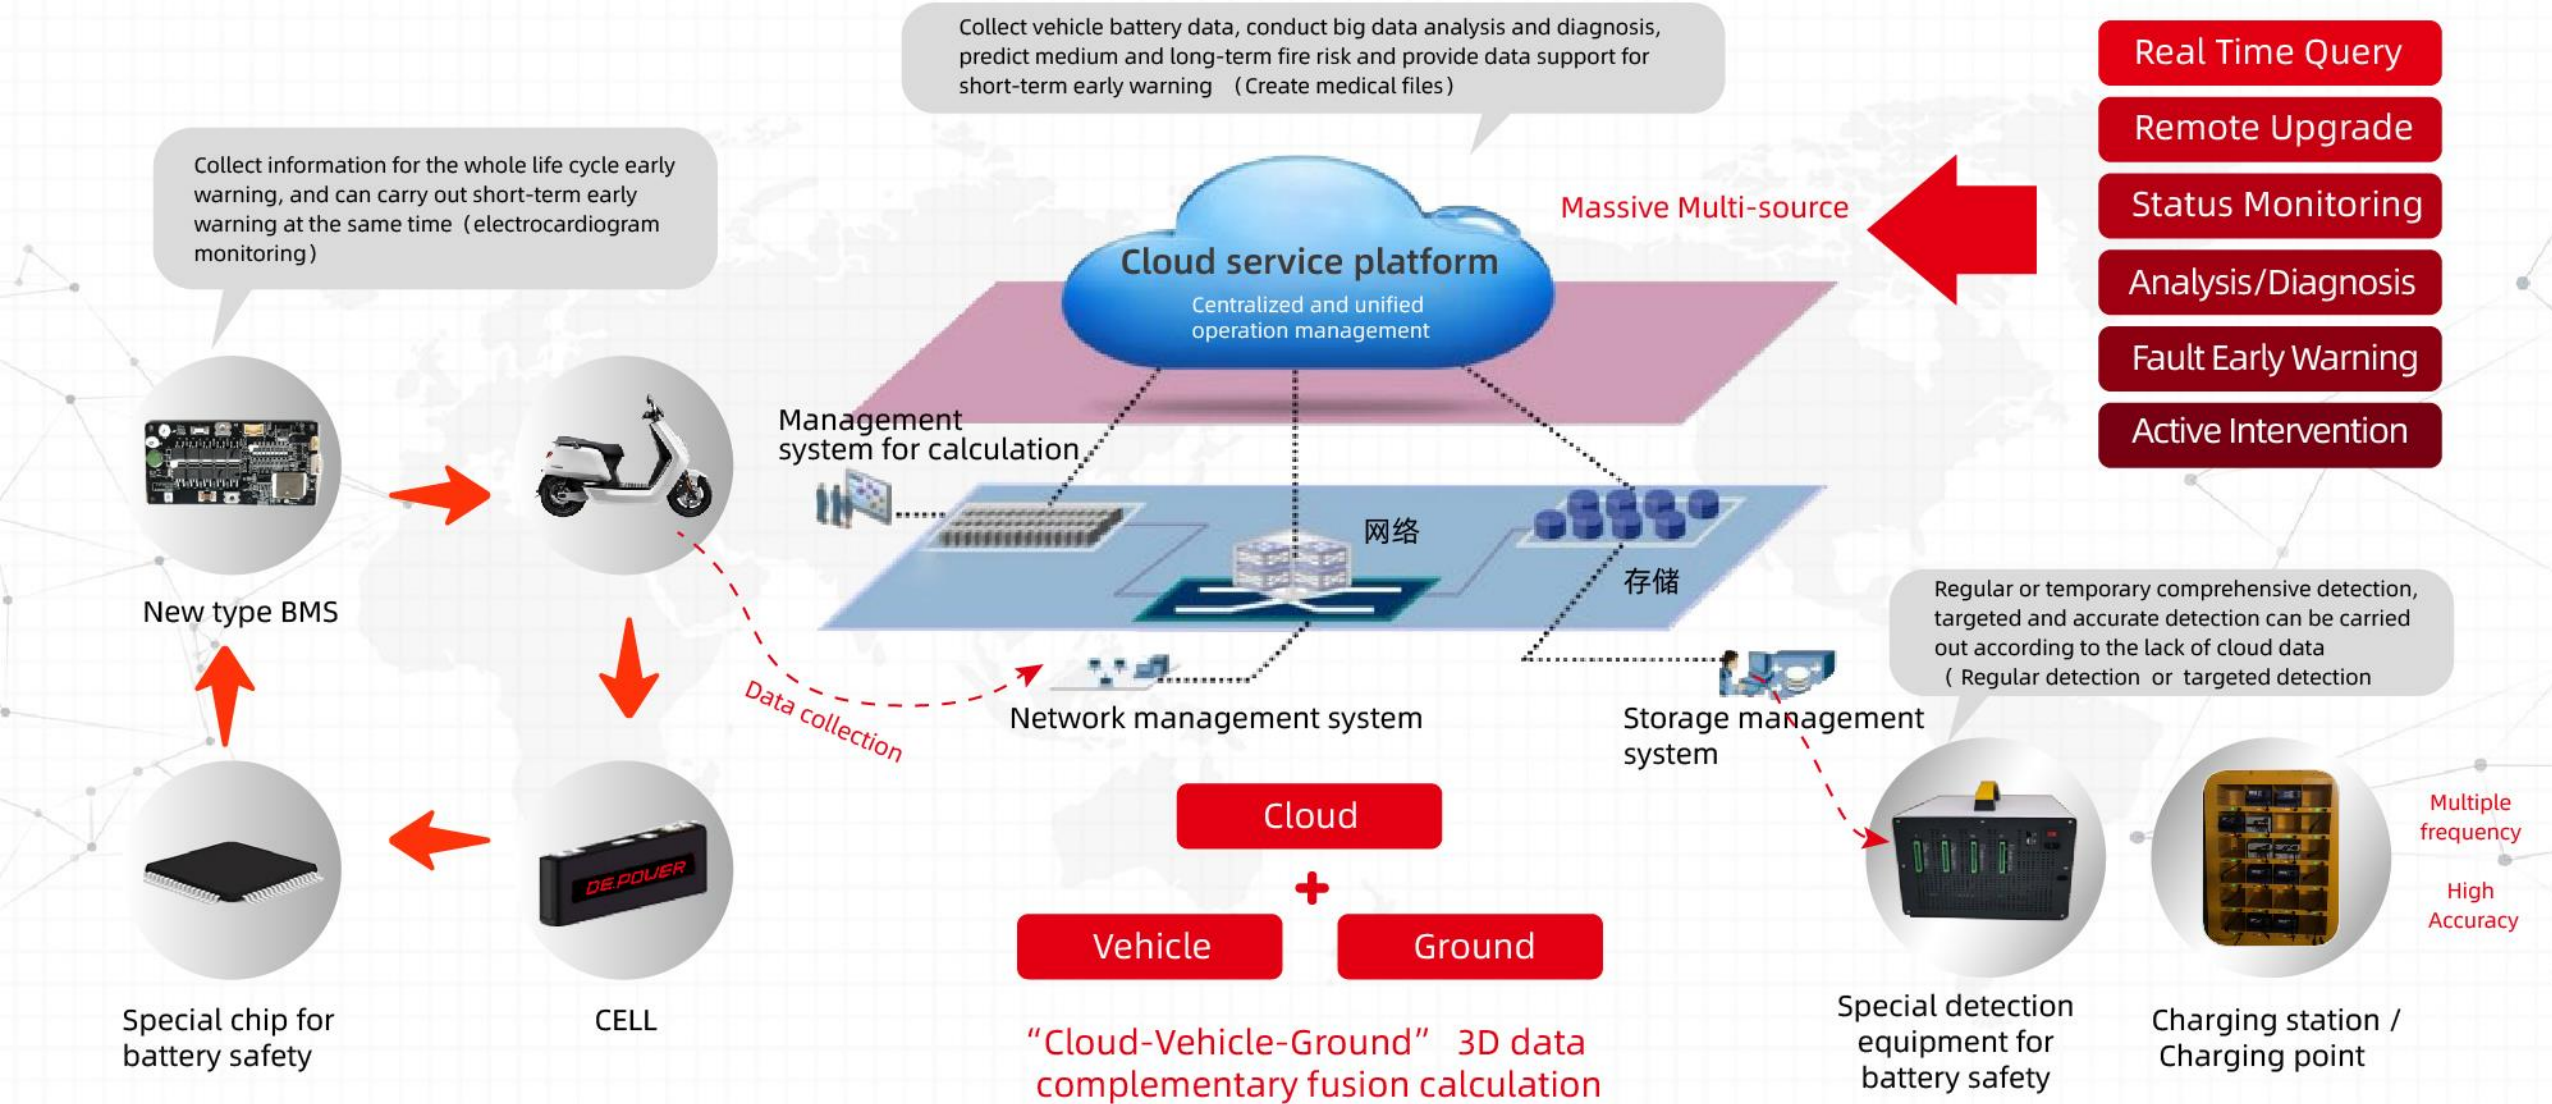 Collect vehicle battery data, conduct big data analysis and diagnosis,
predict medium and long-term fire risk and provide data support for
short-term early warning （Create medical files）
Real Time Query
Remote Upgrade
Status Monitoring
Analysis/Diagnosis
Fault Early Warning
Active Intervention
Massive Multi-source
Collect information for the whole life cycle early
warning, and can carry out short-term early
warning at the same time（electrocardiogram
monitoring）
Cloud service platform
Centralized and unified
operation management
Management
system for calculation
网络
存储
New type BMS
Data collection
Network management system
Storage management
system
Regular or temporary comprehensive detection,
targeted and accurate detection can be carried
out according to the lack of cloud data
（ Regular detection or targeted detection
DE.POWER
Special chip for
battery safety
CELL
Cloud
+
Vehicle
Ground
“Cloud-Vehicle-Ground” 3D data
complementary fusion calculation
Special detection
equipment for
battery safety
Charging station /
Charging point
Multiple
frequency
High
Accuracy